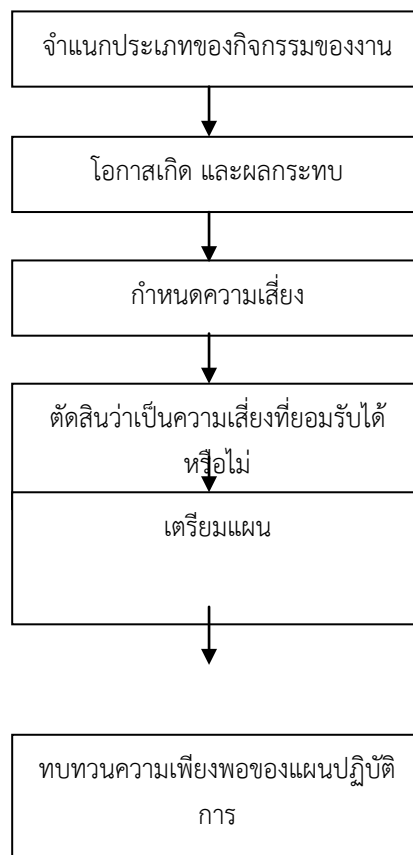 จำแนกประเภทของกิจกรรมของงาน
โอกาสเกิด และผลกระทบ
กำหนดความเสี่ยง
ตัดสินว่าเป็นความเสี่ยงที่ยอมรับได้
หรือไม่
เตรียมแผน
ทบทวนความเพียงพอของแผนปฏิบัติ
การ